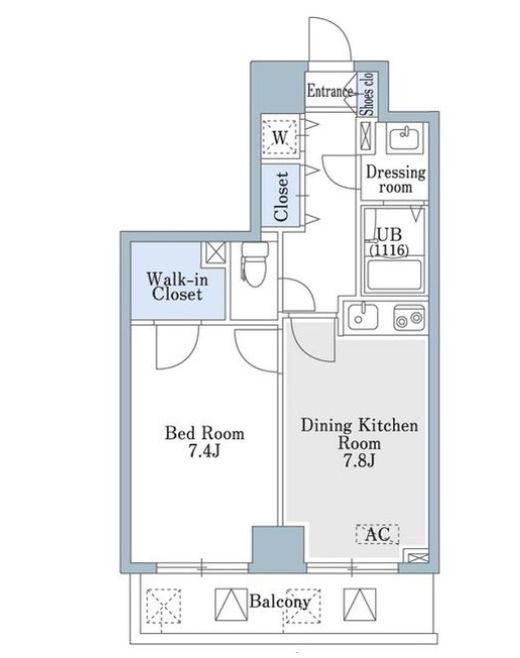 Entrance
Shoes clo
W
Closet
Dressing
room
UB
(1116)
Walk-in
Closet
Bed Room
7.4J
Dining Kitchen
Room
7.8J
AC
Balcony